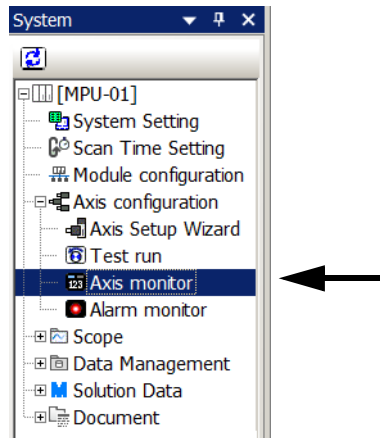 System
[MPU-01]
System Setting
Scan Time Setting
Module configuration
Axis configuration
Axis Setup Wizard
Test run
123 Axis monitor
Alarm monitor
Scope
Data Management
M Solution Data
Document